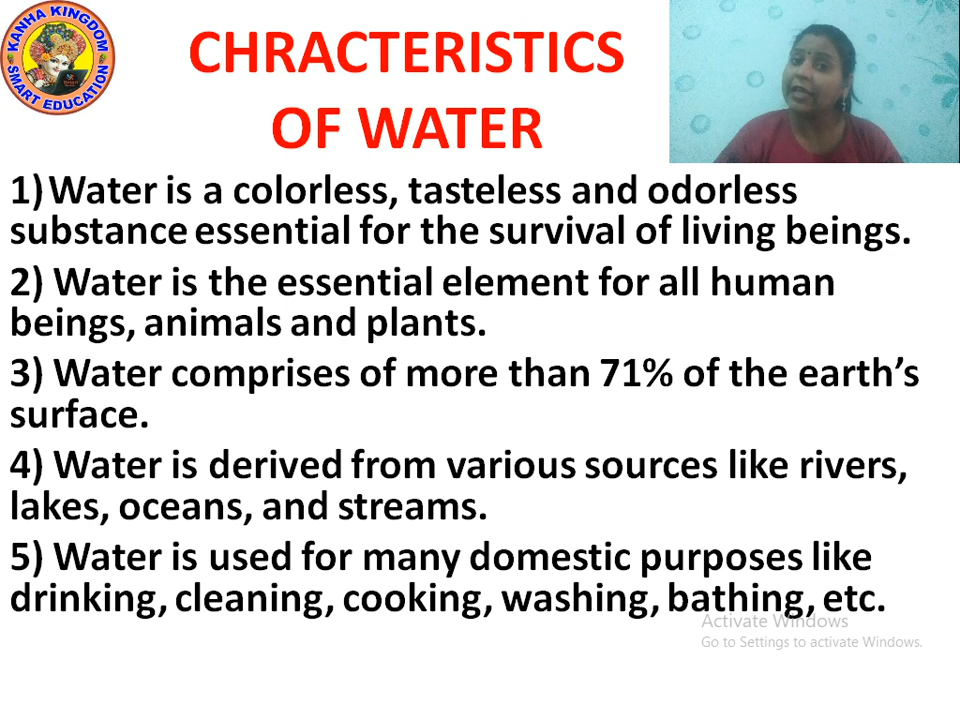 KANHA KINGDOM
SMART EDUCATION
CHRACTERISTICS
OF WATER
1) Water is a colorless, tasteless and odorless
substance essential for the survival of living beings.
2) Water is the essential element for all human
beings, animals and plants.
3) Water comprises of more than 71% of the earth’s
surface.
4) Water is derived from various sources like rivers,
lakes, oceans, and streams.
5) Water is used for many domestic purposes like
drinking, cleaning, cooking, washing, bathing, etc.
Activate Windows
Go to Settings to activate Windows.